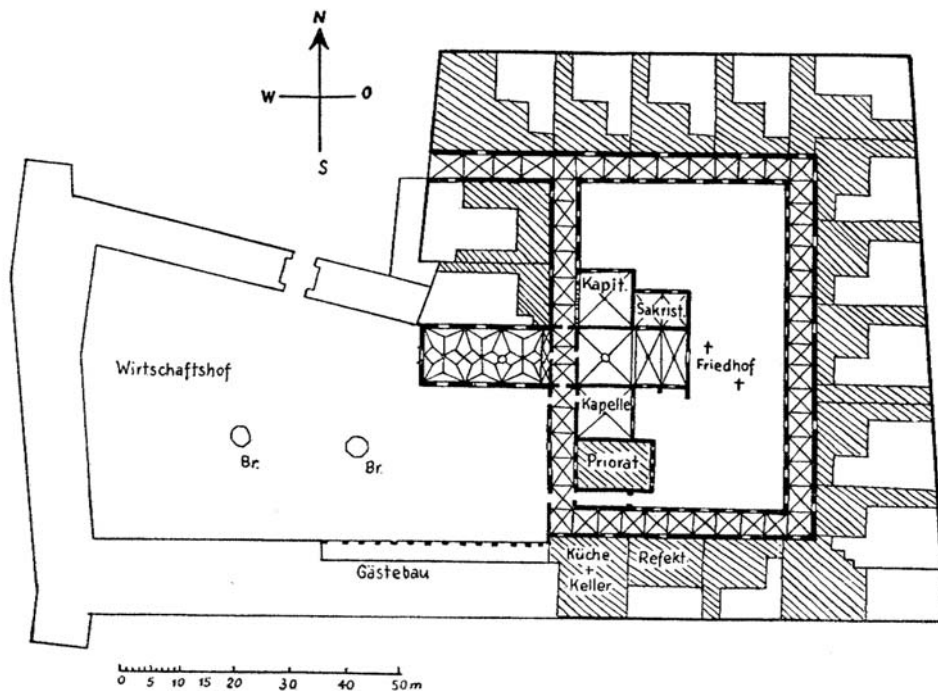 N
W O
S
Kapit.
Sakrist.
Wirtschaftshof
† Friedhof †
Kapelle
Br. Br.
Priorat
Küche
+
Keller.
Refekt.
Gästebau
0 5 10 15 20 30 40 50 m